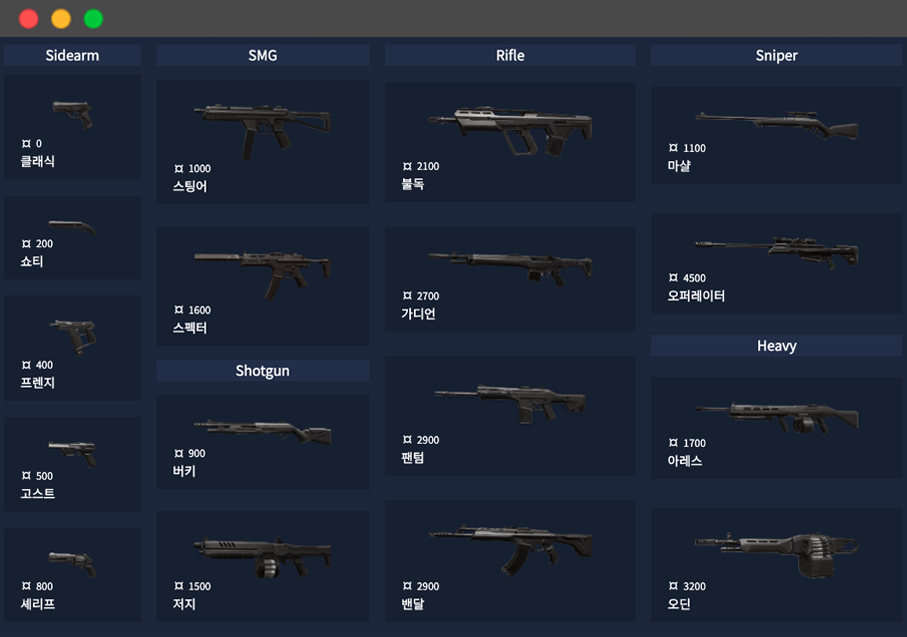 Sidearm
¤ 0
클래식
¤ 200
쇼티
¤ 400
프렌지
¤ 500
고스트
¤ 800
셰리프
SMG
¤ 1000
스팅어
¤ 1600
스펙터
Shotgun
¤ 900
버키
¤ 1500
저지
Rifle
¤ 2100
불독
¤ 2700
가디언
¤ 2900
팬텀
¤ 2900
밴달
Sniper
¤ 1100
마샬
¤ 4500
오퍼레이터
Heavy
¤ 1700
아레스
¤ 3200
오딘